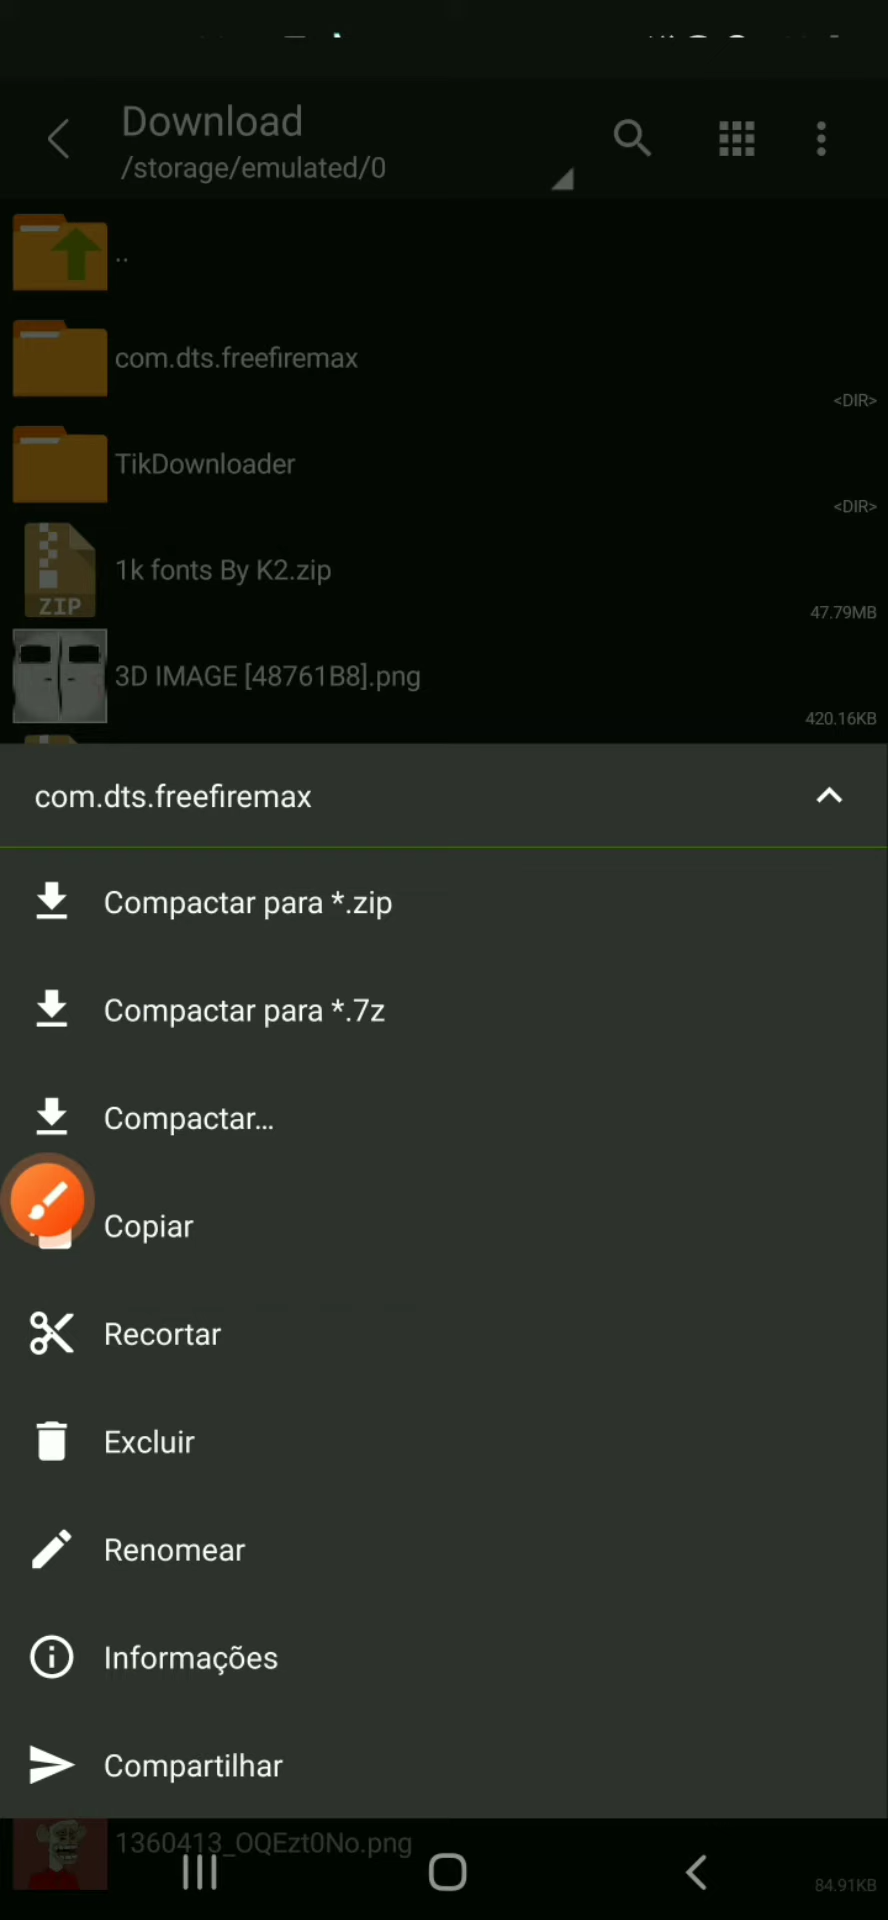 Download
/storage/emulated/0
..
com.dts.freefiremax
<DIR>
TikDownloader
<DIR>
1k fonts By K2.zip
ZIP
47.79MB
3D IMAGE [48761B8].png
420.16KB
com.dts.freefiremax
Compactar para *.zip
Compactar para *.7z
Compactar...
Copiar
Recortar
Excluir
Renomear
Informações
Compartilhar
1360413_OQEzt0No.png
84.91KB